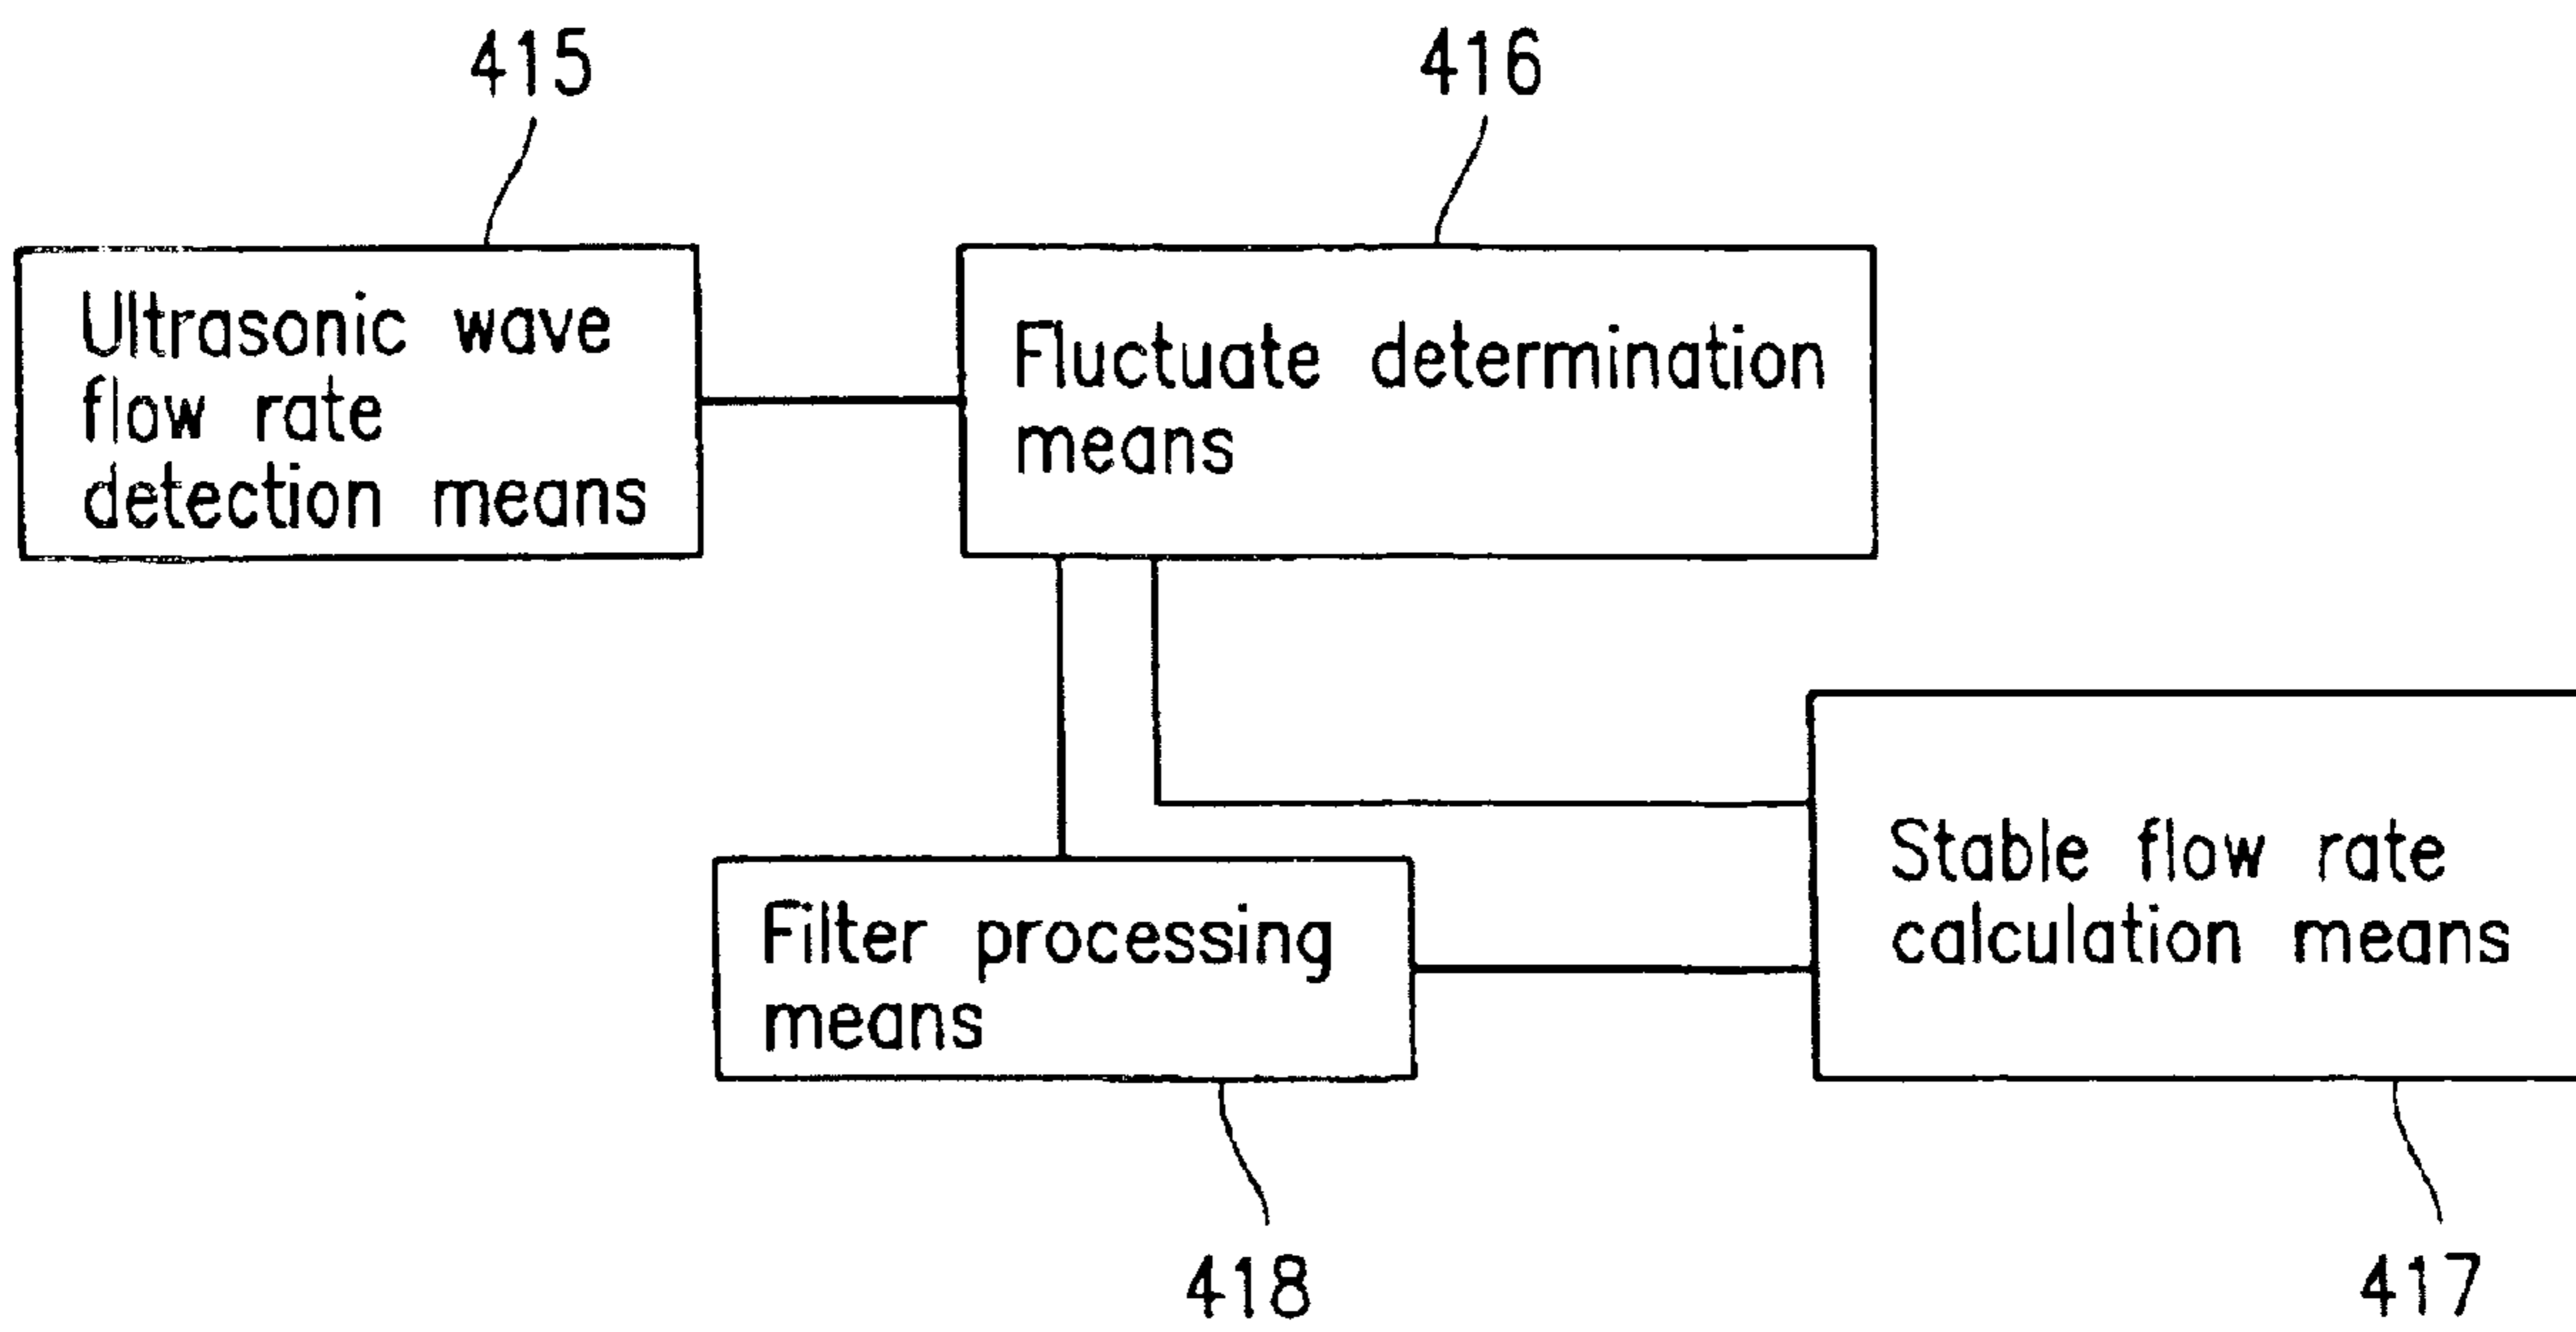 415
416
Ultrasonic wave
flow rate
detection means
Fluctuate determination
means
Stable flow rate
calculation means
Filter processing
means
418
417